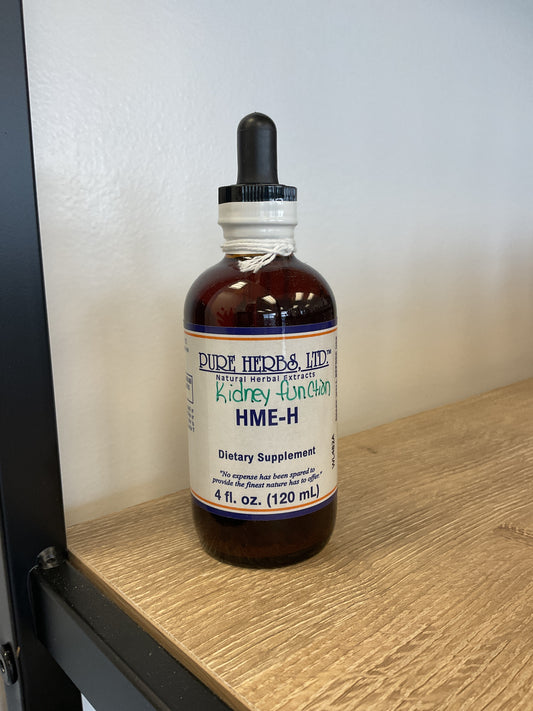 PURE HERBS, LTD.™
Natural Herbal Extracts
Kidney function
HME-H
Dietary Supplement
"No expense has been spared to
provide the finest nature has to offer."
4 fl. oz. (120 mL)